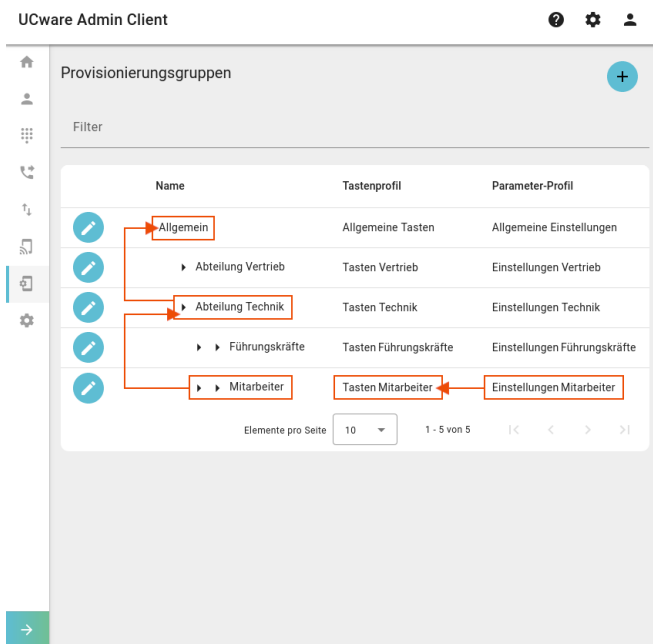 UCware Admin Client
Provisionierungsgruppen
Filter
Name Tastenprofil Parameter-Profil
Allgemein Allgemeine Tasten Allgemeine Einstellungen
Abteilung Vertrieb Tasten Vertrieb Einstellungen Vertrieb
Abteilung Technik Tasten Technik Einstellungen Technik
Führungskräfte Tasten Führungskräfte Einstellungen Führungskräfte
Mitarbeiter Tasten Mitarbeiter Einstellungen Mitarbeiter
Elemente pro Seite 10 1 - 5 von 5